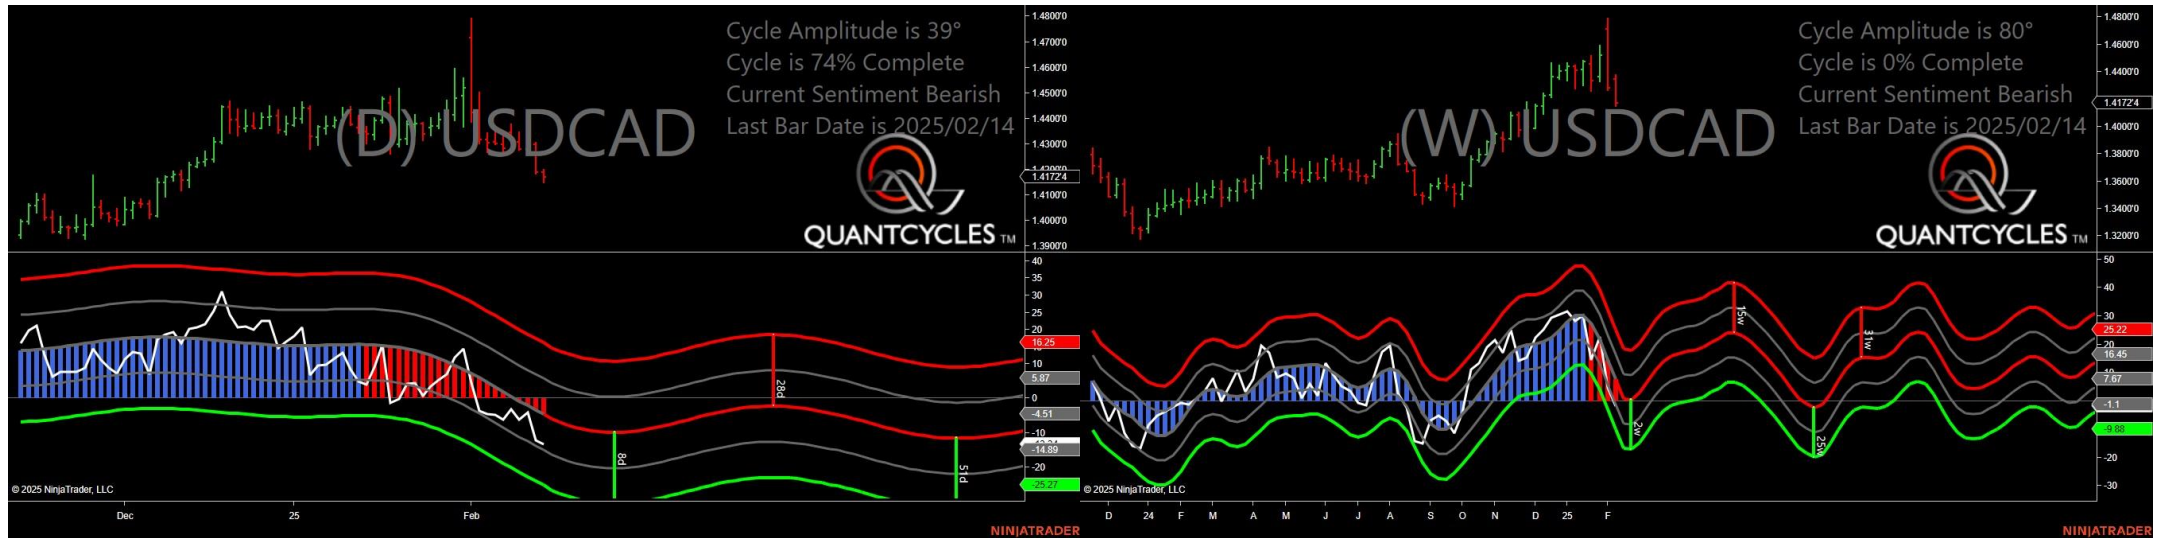 Cycle Amplitude is 39°
Cycle is 74% Complete
Current Sentiment Bearish
Last Bar Date is 2025/02/14
(D) USDCAD
QUANTCYCLES TM
1.4800'0
1.4700'0
1.4600'0
1.4500'0
1.4400'0
1.4300'0
1.4172'4
1.4100'0
1.4000'0
1.3900'0
40
35
30
25
20
16.25
10
5.87
0
-4.51
-10
-14.89
-20
-25.27
8d
28d
51d
© 2025 NinjaTrader, LLC
Dec
25
Feb
NINJATRADER
Cycle Amplitude is 80°
Cycle is 0% Complete
Current Sentiment Bearish
Last Bar Date is 2025/02/14
(W) USDCAD
QUANTCYCLES TM
1.4800'0
1.4600'0
1.4400'0
1.4172'4
1.4000'0
1.3800'0
1.3600'0
1.3400'0
1.3200'0
50
40
30
25.22
20
16.45
7.67
-1.1
-9.88
-20
-30
2w
15w
25w
31w
© 2025 NinjaTrader, LLC
D
24
F
M
A
M
J
J
A
S
O
N
D
25
F
NINJATRADER